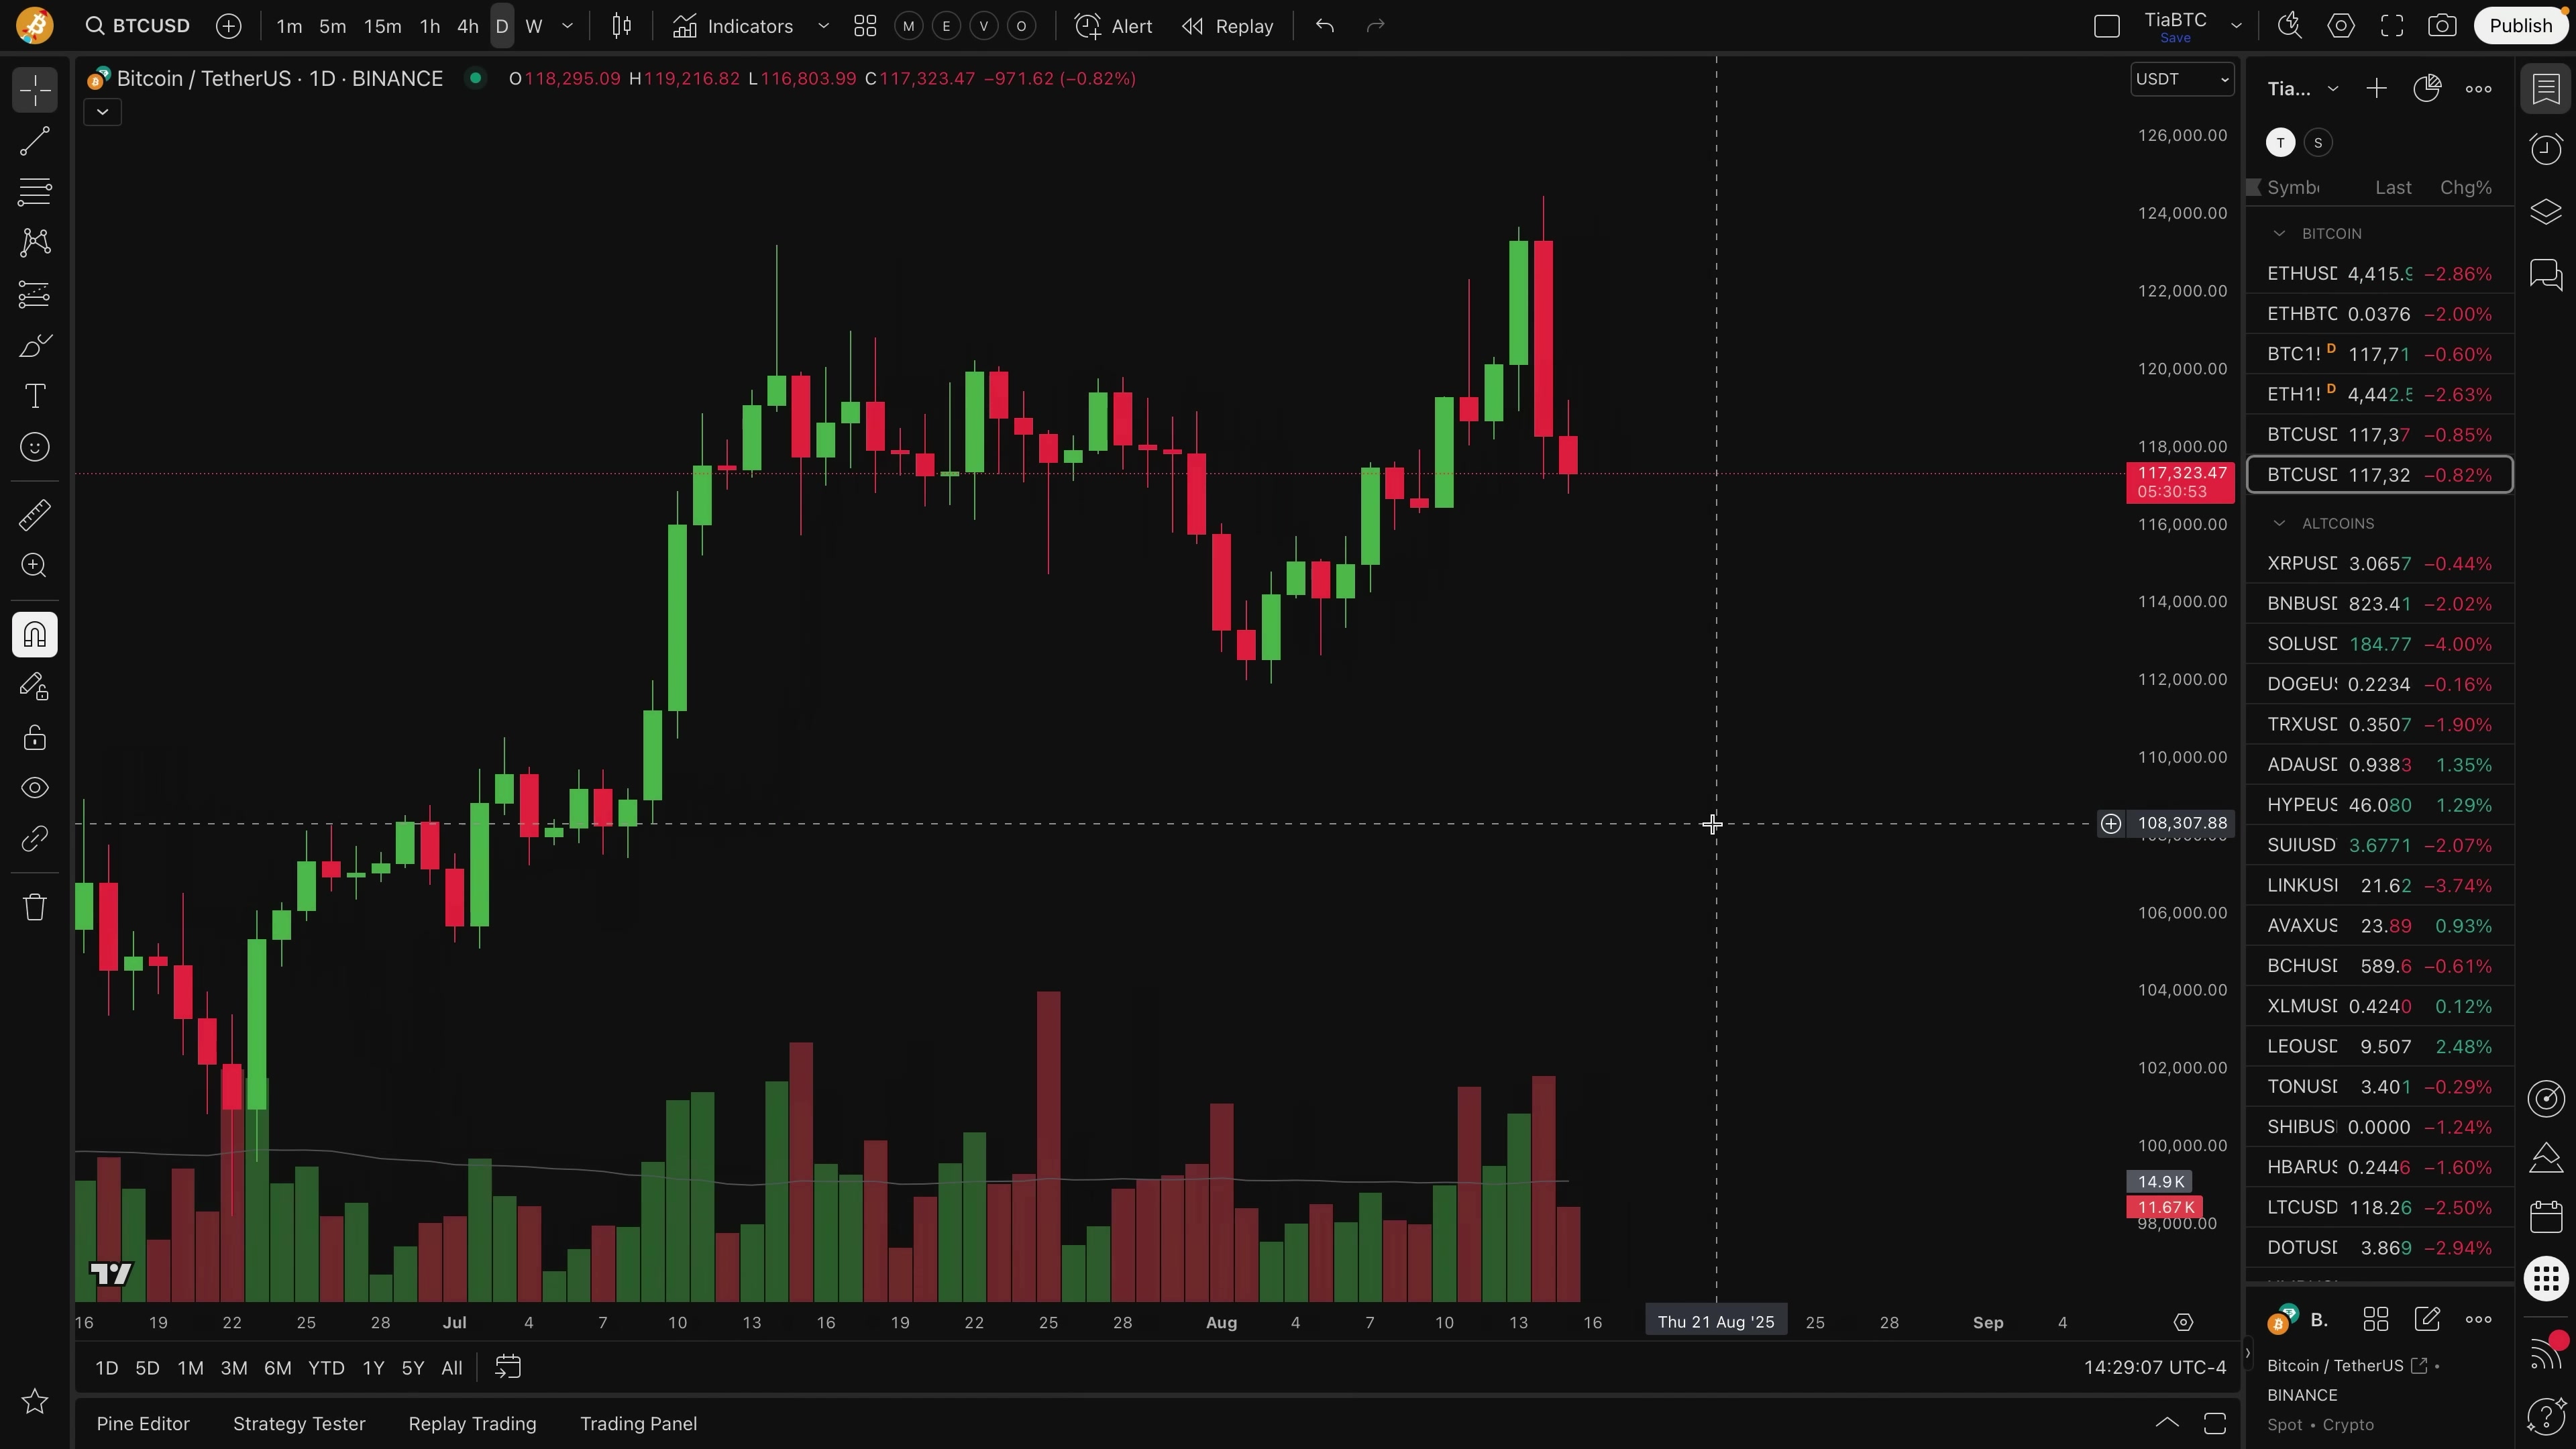 BTCUSD
1m 5m 15m 1h 4h D W
Indicators
M E V O
Alert
Replay
TiaBTC
Save
Publish
Bitcoin / TetherUS · 1D · BINANCE
O118,295.09 H119,216.82 L116,803.99 C117,323.47 −971.62 (−0.82%)
USDT
126,000.00
124,000.00
122,000.00
120,000.00
118,000.00
117,323.47
05:30:53
116,000.00
114,000.00
112,000.00
110,000.00
108,307.88
106,000.00
104,000.00
102,000.00
100,000.00
14.9 K
11.67 K
98,000.00
16 19 22 25 28 Jul 4 7 10 13 16 19 22 25 28 Aug 4 7 10 13 16 Thu 21 Aug '25 25 28 Sep 4
1D 5D 1M 3M 6M YTD 1Y 5Y All
14:29:07 UTC-4
Pine Editor Strategy Tester Replay Trading Trading Panel
Tia...
T S
Last Chg%
BITCOIN
ETHUSD 4,415.9 −2.86%
ETHBTC 0.0376 −2.00%
BTC1! D 117,71 −0.60%
ETH1! D 4,442.5 −2.63%
BTCUSD 117,37 −0.85%
BTCUSD 117,32 −0.82%
ALTCOINS
XRPUSD 3.0657 −0.44%
BNBUSD 823.41 −2.02%
SOLUSD 184.77 −4.00%
DOGEUS 0.2234 −0.16%
TRXUSD 0.3507 −1.90%
ADAUSD 0.9383 1.35%
HYPEUS 46.080 1.29%
SUIUSD 3.6771 −2.07%
LINKUS 21.62 −3.74%
AVAXUS 23.89 0.93%
BCHUSD 589.6 −0.61%
XLMUSD 0.4240 0.12%
LEOUSD 9.507 2.48%
TONUSD 3.401 −0.29%
SHIBUS 0.0000 −1.24%
HBARUS 0.2446 −1.60%
LTCUSD 118.26 −2.50%
DOTUSD 3.869 −2.94%
B.
Bitcoin / TetherUS •
BINANCE
Spot • Crypto